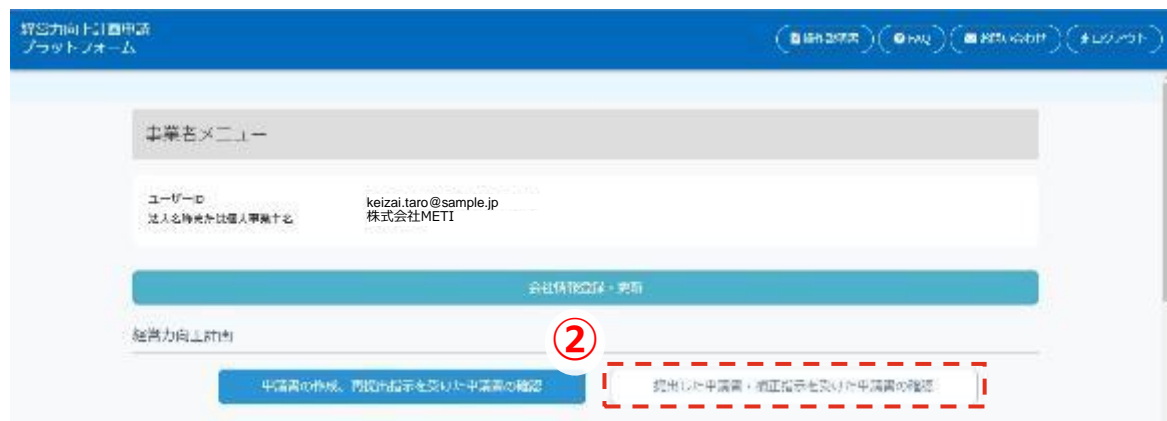 経営力向上計画申請
プラットフォーム
操作説明書
FAQ
お問い合わせ
ログアウト
事業者メニュー
ユーザーID
keizai.taro@sample.jp
法人名称または個人事業主名
株式会社METI
会社情報登録・更新
経営力向上計画
②
申請書の作成、再提出指示を受けた申請書の確認
提出した申請書・補正指示を受けた申請書の確認